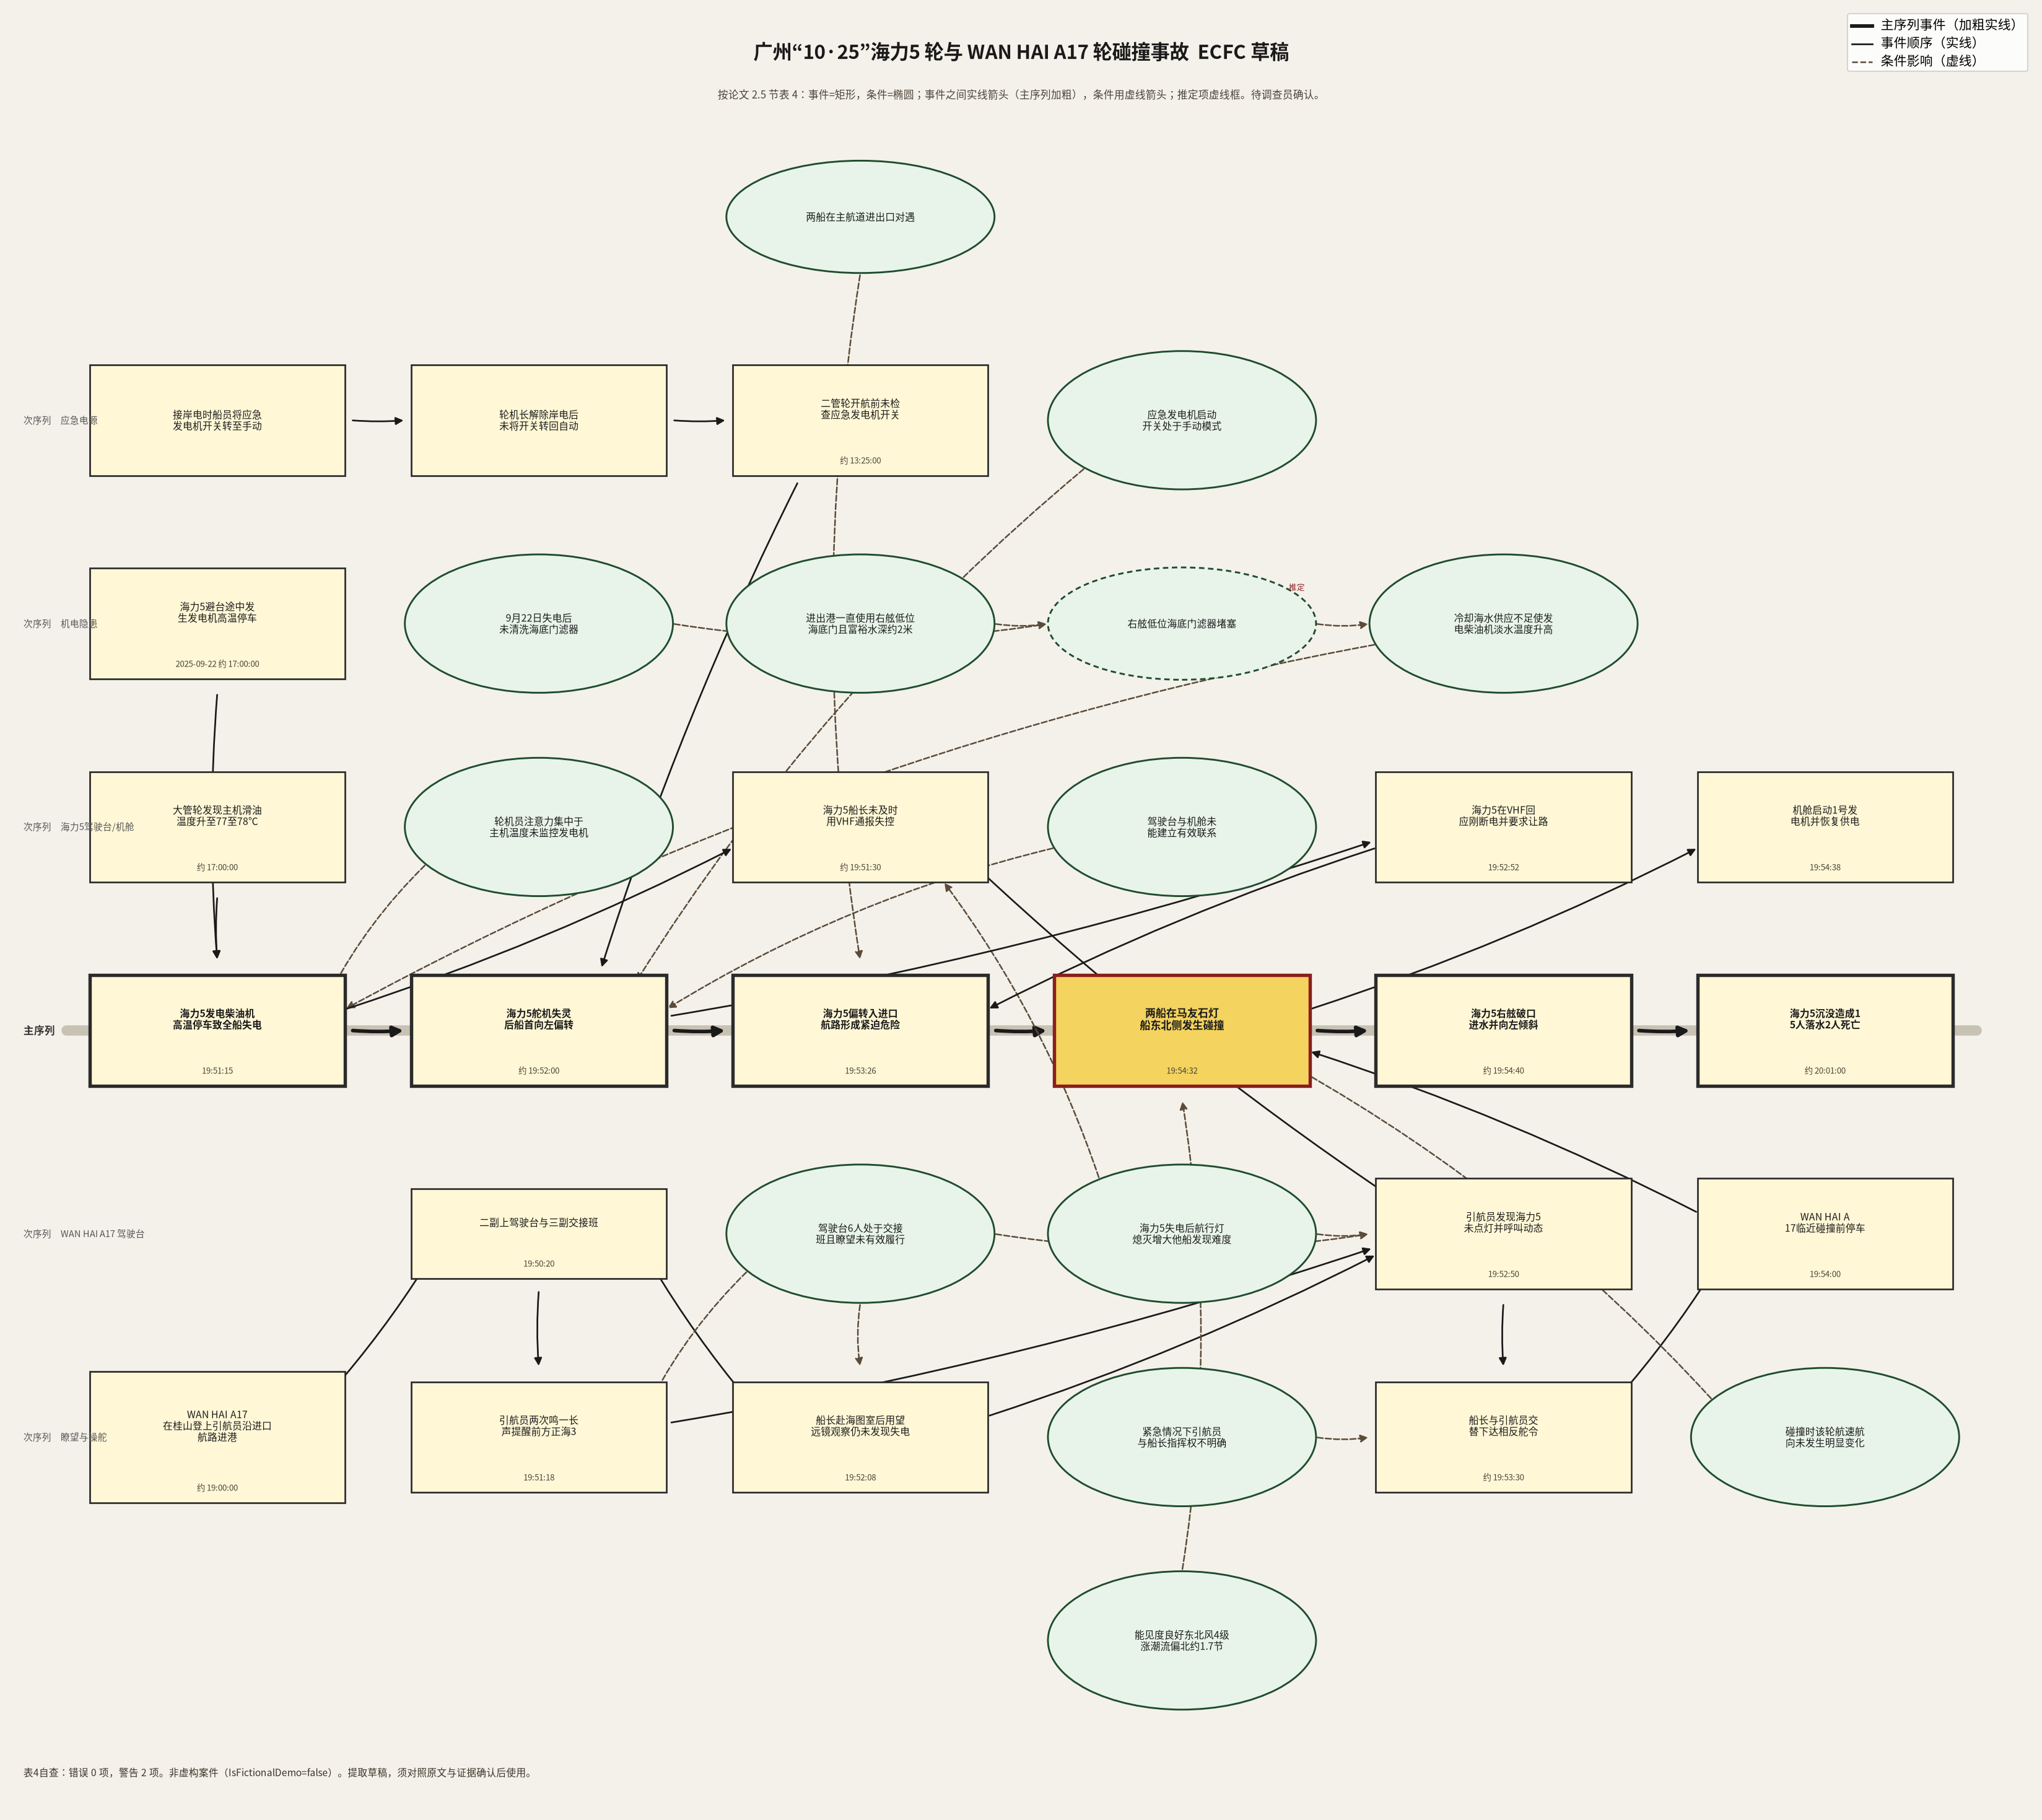 主序列事件（加粗实线）
事件顺序（实线）
条件影响（虚线）
广州“10·25”海力5 轮与 WAN HAI A17 轮碰撞事故 ECFC 草稿
按论文 2.5 节表 4：事件=矩形，条件=椭圆；事件之间实线箭头（主序列加粗），条件用虚线箭头；推定项虚线框。待调查员确认。
两船在主航道进出口对遇
次序列 应急电源
接岸电时船员将应急
发电机开关转至手动
轮机长解除岸电后
未将开关转回自动
二管轮开航前未检
查应急发电机开关
约 13:25:00
应急发电机启动
开关处于手动模式
次序列 机电隐患
海力5避台途中发
生发电机高温停车
2025-09-22 约 17:00:00
9月22日失电后
未清洗海底门滤器
进出港一直使用右舷低位
海底门且富裕水深约2米
推定
右舷低位海底门滤器堵塞
冷却海水供应不足使发
电柴油机淡水温度升高
次序列 海力5驾驶台/机舱
大管轮发现主机滑油
温度升至77至78°C
约 17:00:00
轮机员注意力集中于
主机温度未监控发电机
海力5船长未及时
用VHF通报失控
约 19:51:30
驾驶台与机舱未
能建立有效联系
海力5在VHF回
应刚断电并要求让路
19:52:52
机舱启动1号发
电机并恢复供电
19:54:38
主序列
海力5发电柴油机
高温停车致全船失电
19:51:15
海力5舵机失灵
后船首向左偏转
约 19:52:00
海力5偏转入进口
航路形成紧迫危险
19:53:26
两船在马友石灯
船东北侧发生碰撞
19:54:32
海力5右舷破口
进水并向左倾斜
约 19:54:40
海力5沉没造成1
5人落水2人死亡
约 20:01:00
次序列 WAN HAI A17 驾驶台
二副上驾驶台与三副交接班
19:50:20
驾驶台6人处于交接
班且瞭望未有效履行
海力5失电后航行灯
熄灭增大他船发现难度
引航员发现海力5
未点灯并呼叫动态
19:52:50
WAN HAI A
17临近碰撞前停车
19:54:00
次序列 瞭望与操舵
WAN HAI A17
在桂山登上引航员沿进口
航路进港
约 19:00:00
引航员两次鸣一长
声提醒前方正海3
19:51:18
船长赴海图室后用望
远镜观察仍未发现失电
19:52:08
紧急情况下引航员
与船长指挥权不明确
船长与引航员交
替下达相反舵令
约 19:53:30
碰撞时该轮航速航
向未发生明显变化
能见度良好东北风4级
涨潮流偏北约1.7节
表4自查：错误 0 项，警告 2 项。非虚构案件（IsFictionalDemo=false）。提取草稿，须对照原文与证据确认后使用。